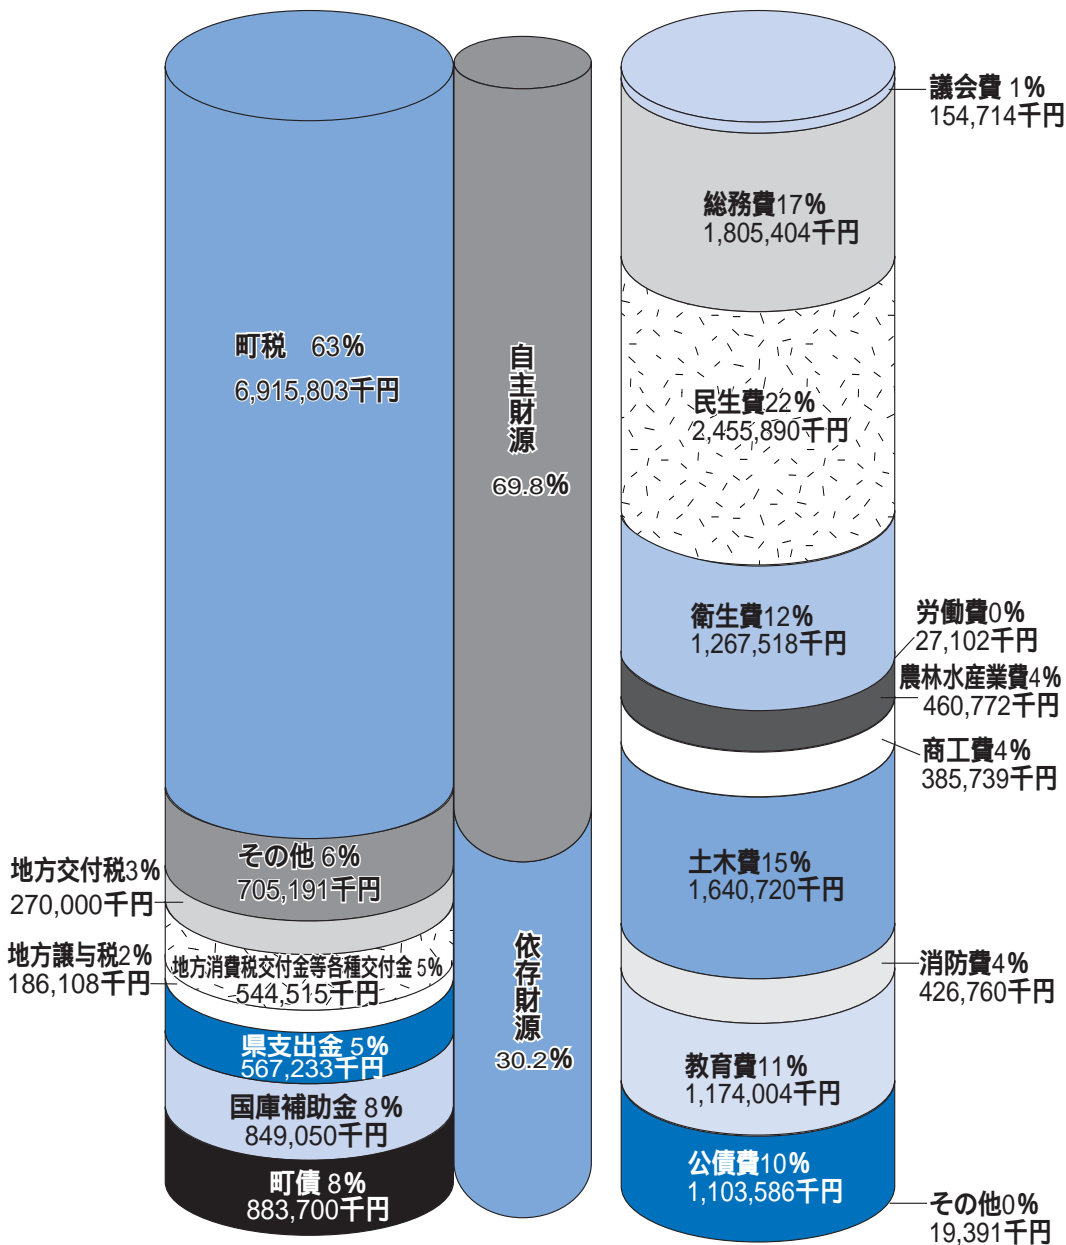 町税 63%
6,915,803千円
その他 6%
705,191千円
地方交付税3%
270,000千円
地方消費税交付金等各種交付金 5%
544,515千円
地方譲与税2%
186,108千円
県支出金 5%
567,233千円
国庫補助金 8%
849,050千円
町債 8%
883,700千円
自主財源
69.8%
依存財源
30.2%
議会費 1%
154,714千円
総務費17%
1,805,404千円
民生費22%
2,455,890千円
衛生費12%
1,267,518千円
労働費0%
27,102千円
農林水産業費4%
460,772千円
商工費4%
385,739千円
土木費15%
1,640,720千円
消防費4%
426,760千円
教育費11%
1,174,004千円
公債費10%
1,103,586千円
その他0%
19,391千円